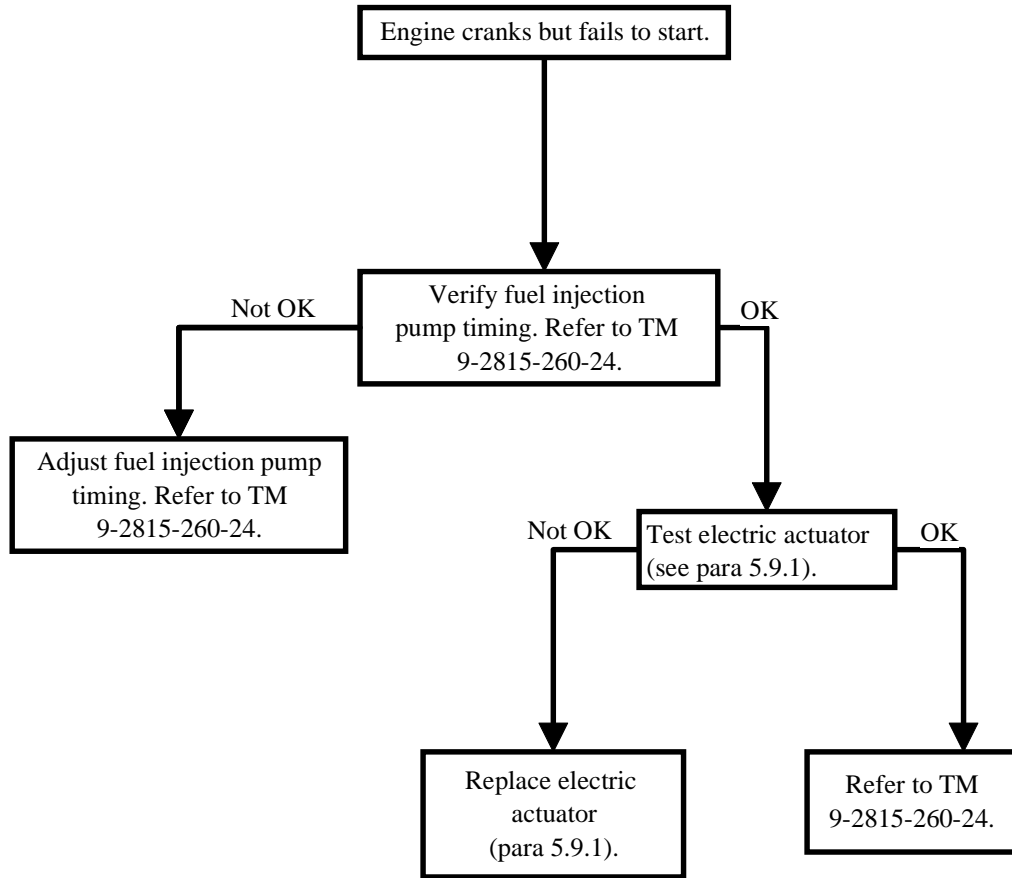 Engine cranks but fails to start.
Verify fuel injection
pump timing. Refer to TM
9-2815-260-24.
Not OK
OK
Adjust fuel injection pump
timing. Refer to TM
9-2815-260-24.
Test electric actuator
(see para 5.9.1).
Not OK
OK
Replace electric
actuator
(para 5.9.1).
Refer to TM
9-2815-260-24.